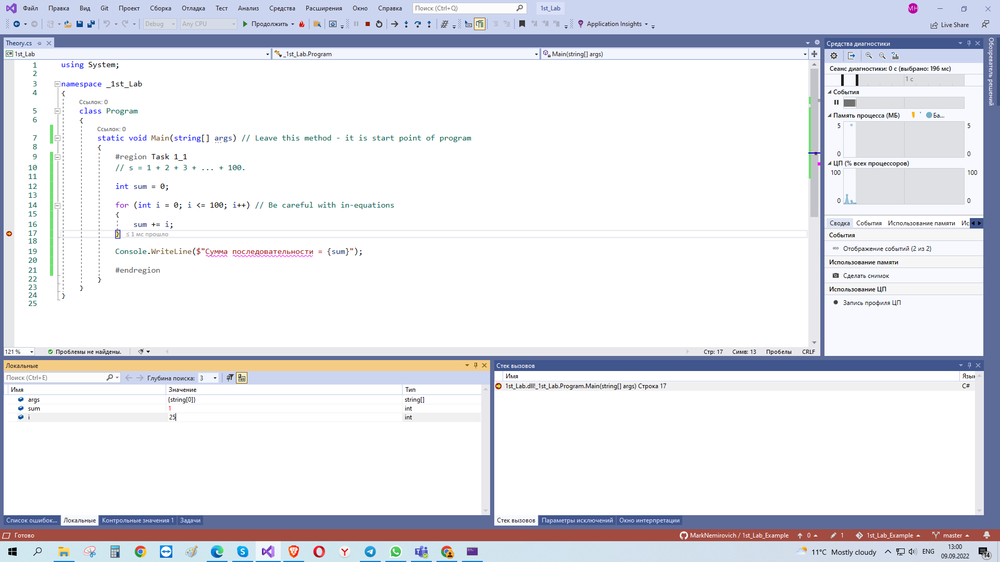 Файл Правка Вид Git Проект Сборка Отладка Тест Анализ Средства Расширения Окно Справка Поиск (Ctrl+Q) 1st_Lab МН
Debug Any CPU Продолжить Application Insights Live Share
Theory.cs
1st_Lab _1st_Lab.Program Main(string[] args)
1 using System;
2
3 namespace _1st_Lab
4 {
Ссылок: 0
5 class Program
6 {
Ссылок: 0
7 static void Main(string[] args) // Leave this method - it is start point of program
8 {
9 #region Task 1_1
10 // s = 1 + 2 + 3 + ... + 100.
11
12 int sum = 0;
13
14 for (int i = 0; i <= 100; i++) // Be careful with in-equations
15 {
16 sum += i;
17 } ≤ 1 мс прошло
18
19 Console.WriteLine($"Сумма последовательности = {sum}");
20
21 #endregion
22 }
23 }
24 }
25
121 % Проблемы не найдены. Стр: 17 Симв: 13 Пробелы CRLF
Средства диагностики
Сеанс диагностики: 0 с (выбрано: 196 мс)
1 с
События
Память процесса (МБ) Ба...
5 5
0 0
ЦП (% всех процессоров)
100 100
0 0
Сводка События Использование памяти Ис
События
Отображение событий (2 из 2)
Использование памяти
Сделать снимок
Использование ЦП
Запись профиля ЦП
Обозреватель решений
Локальные
Поиск (Ctrl+E) Глубина поиска: 3
Имя Значение Тип
args {string[0]} string[]
sum 1 int
i 25 int
Список ошибок... Локальные Контрольные значения 1 Задачи
Стек вызовов
Имя Язык
1st_Lab.dll!_1st_Lab.Program.Main(string[] args) Строка 17 C#
Стек вызовов Параметры исключений Окно интерпретации
Готово MarkNemirovich / 1st_Lab_Example 0 1 1st_Lab_Example master
11°C Mostly cloudy ENG 13:00
09.09.2022 14